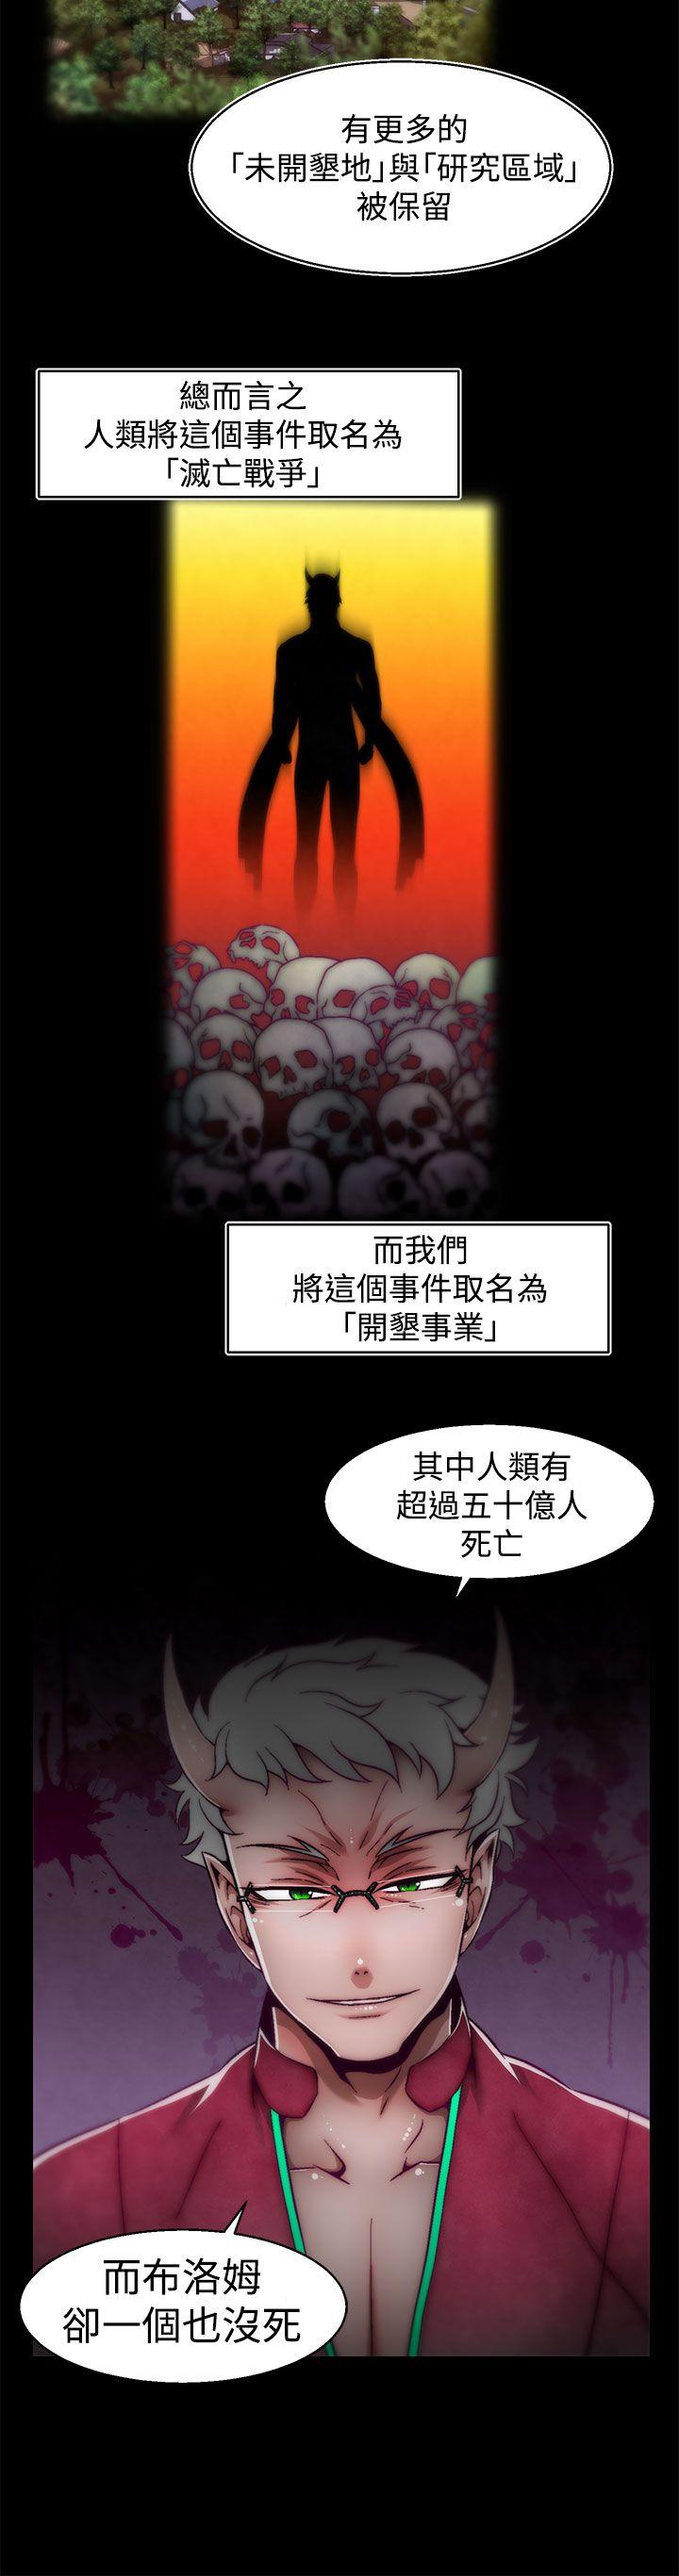 有更多的
「未開墾地」與「研究區域」
被保留
總而言之
人類將這個事件取名為
「滅亡戰爭」
而我們
將這個事件取名為
「開墾事業」
其中人類有
超過五十億人
死亡
而布洛姆
卻一個也沒死